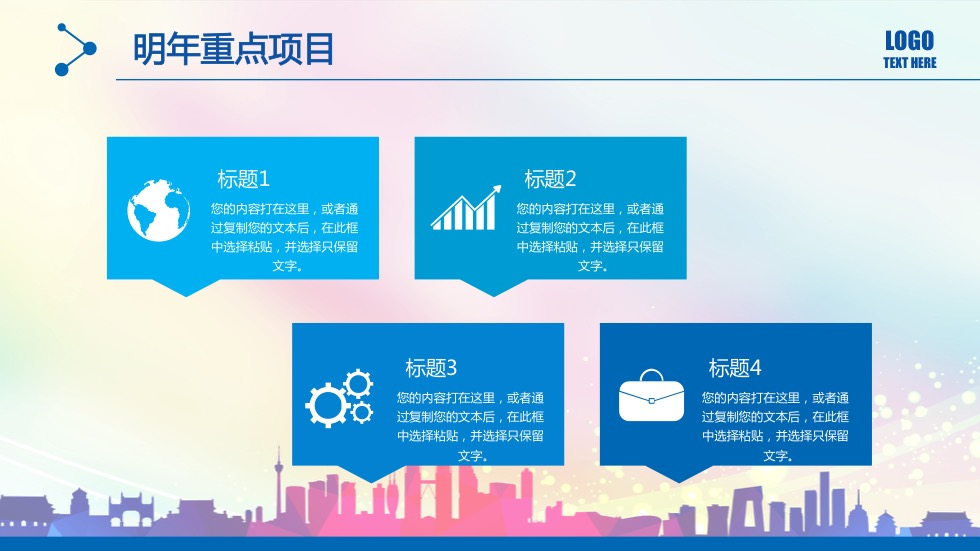 明年重点项目
LOGO
TEXT HERE
标题1
您的内容打在这里，或者通
过复制您的文本后，在此框
中选择粘贴，并选择只保留
文字。
标题2
您的内容打在这里，或者通
过复制您的文本后，在此框
中选择粘贴，并选择只保留
文字。
标题3
您的内容打在这里，或者通
过复制您的文本后，在此框
中选择粘贴，并选择只保留
文字。
标题4
您的内容打在这里，或者通
过复制您的文本后，在此框
中选择粘贴，并选择只保留
文字。